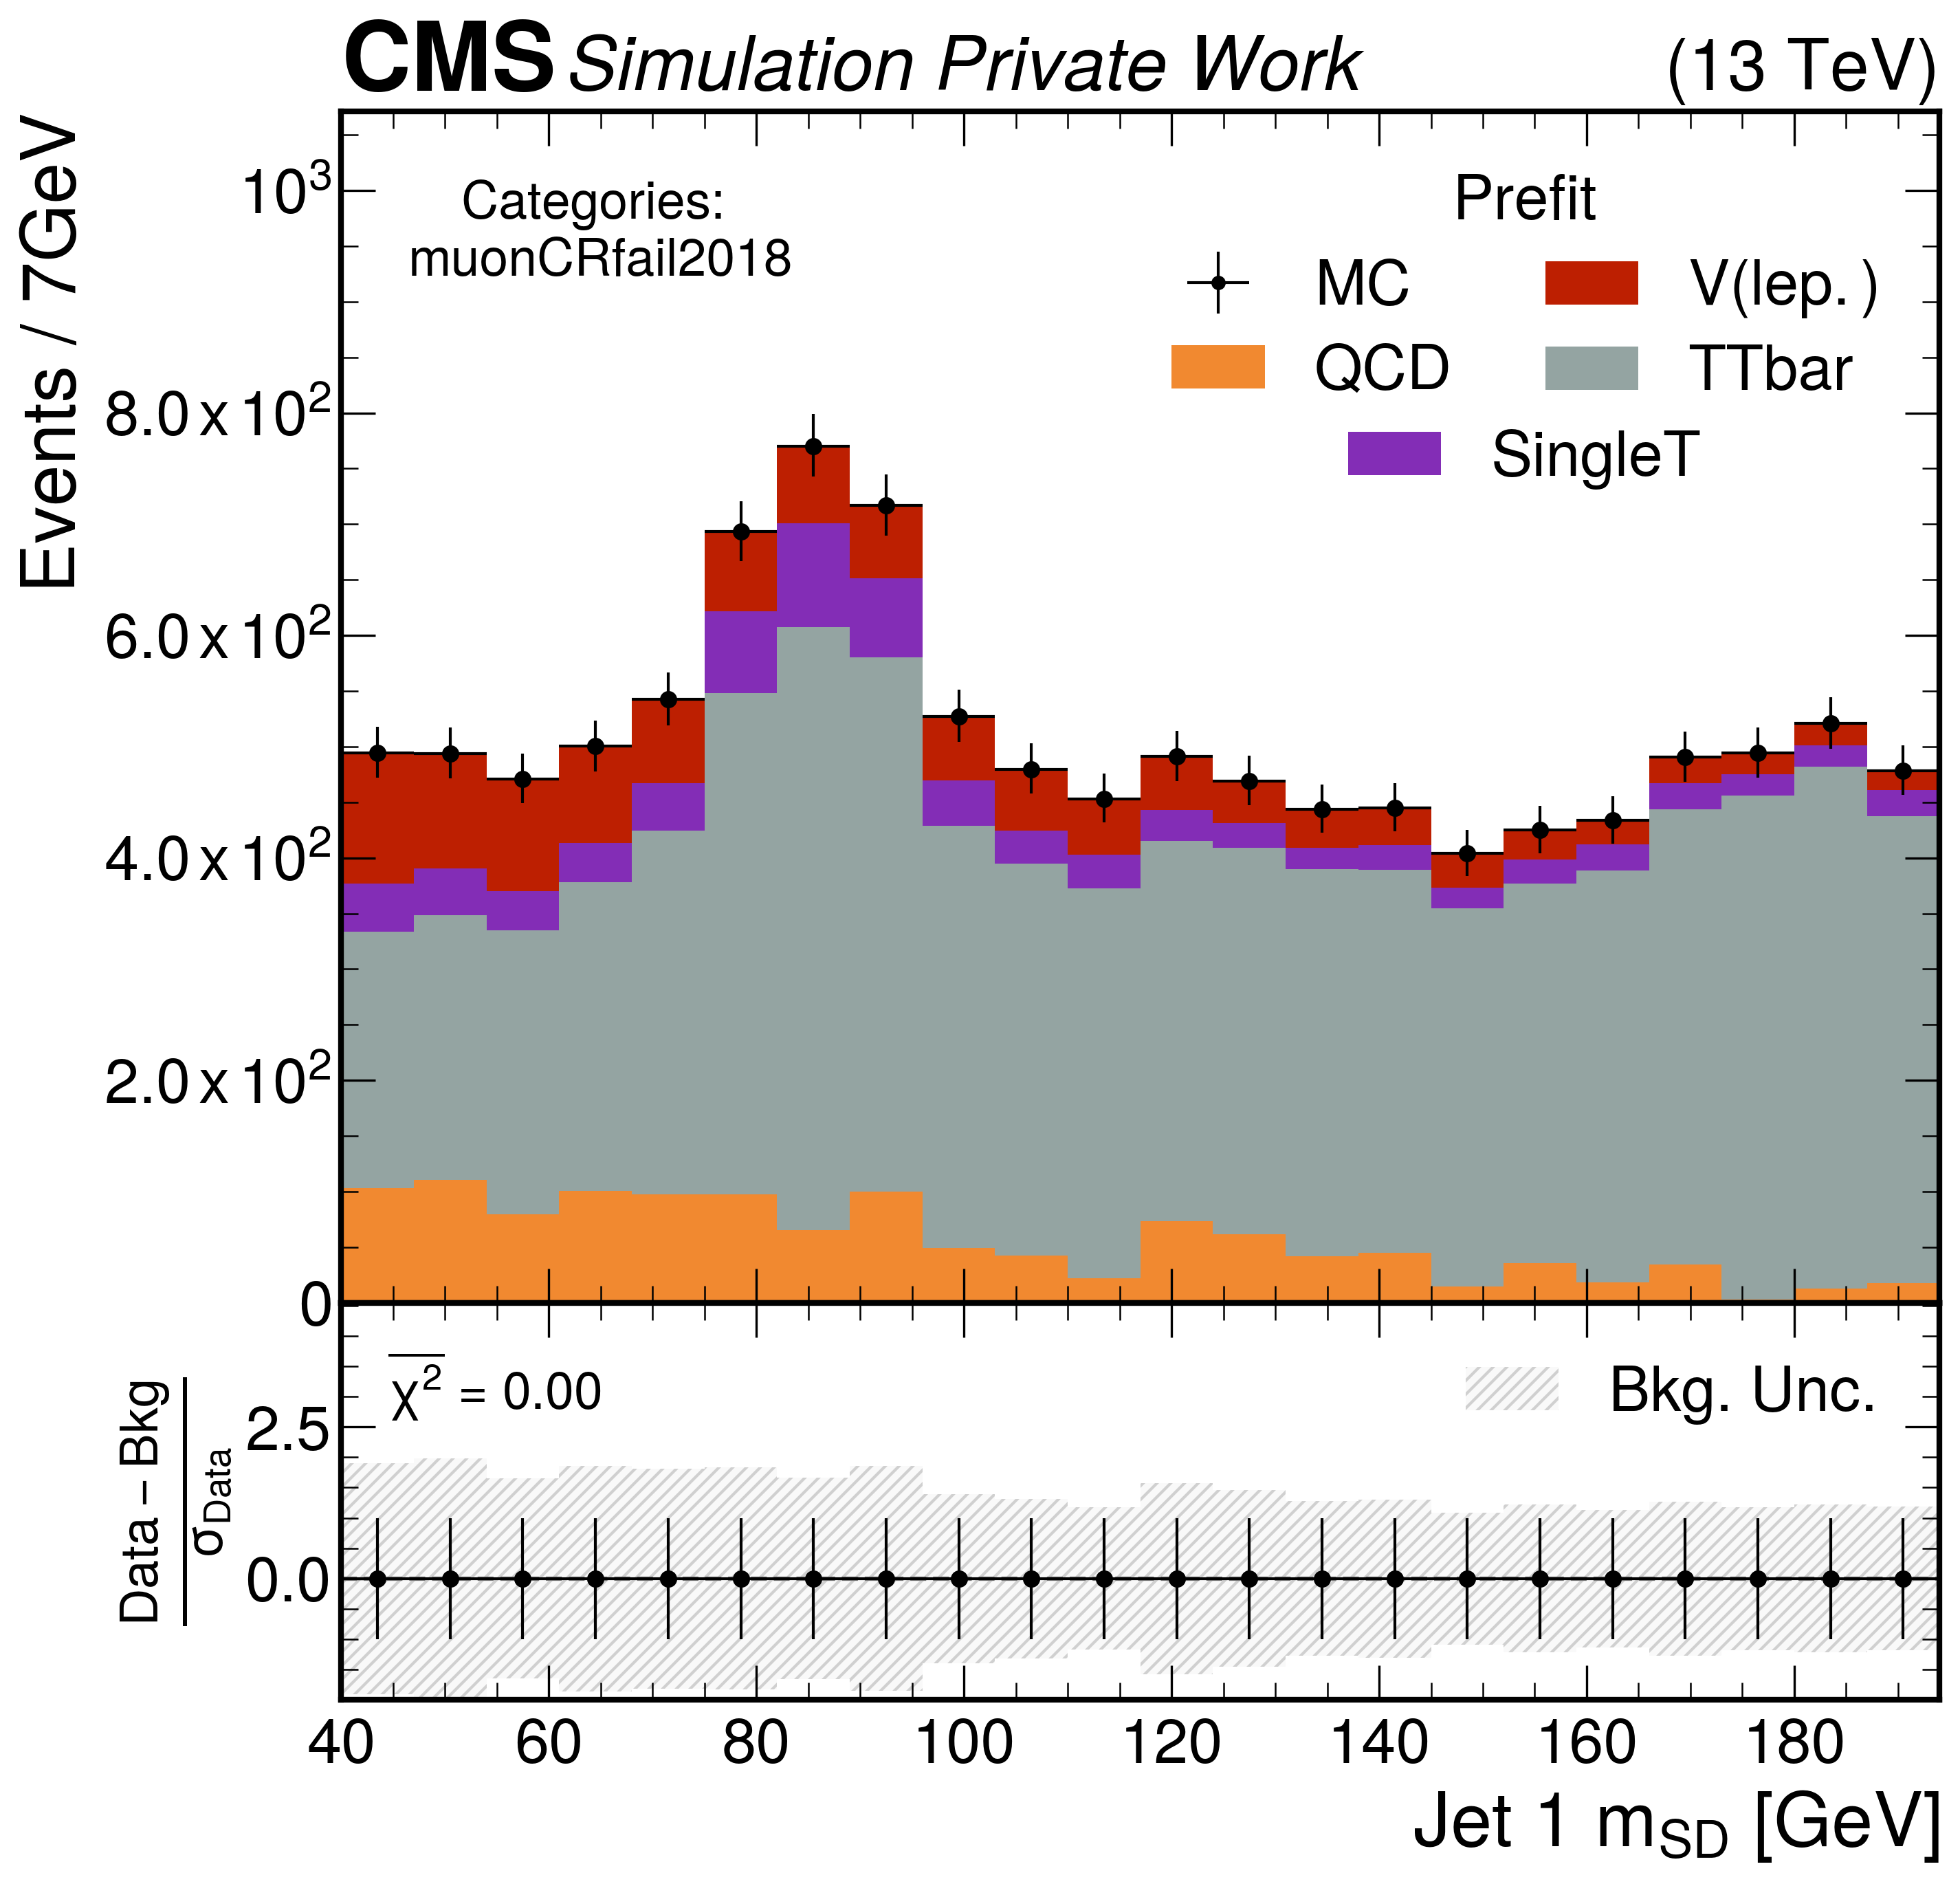 CMS Simulation Private Work (13 TeV)
Events / 7GeV
10³
8.0 x 10²
6.0 x 10²
4.0 x 10²
2.0 x 10²
0
Categories:
muonCRfail2018
Prefit
MC V(lep. )
QCD TTbar
SingleT
Data − Bkg
σData
2.5
0.0
χ² = 0.00
Bkg. Unc.
40 60 80 100 120 140 160 180
Jet 1 mSD [GeV]